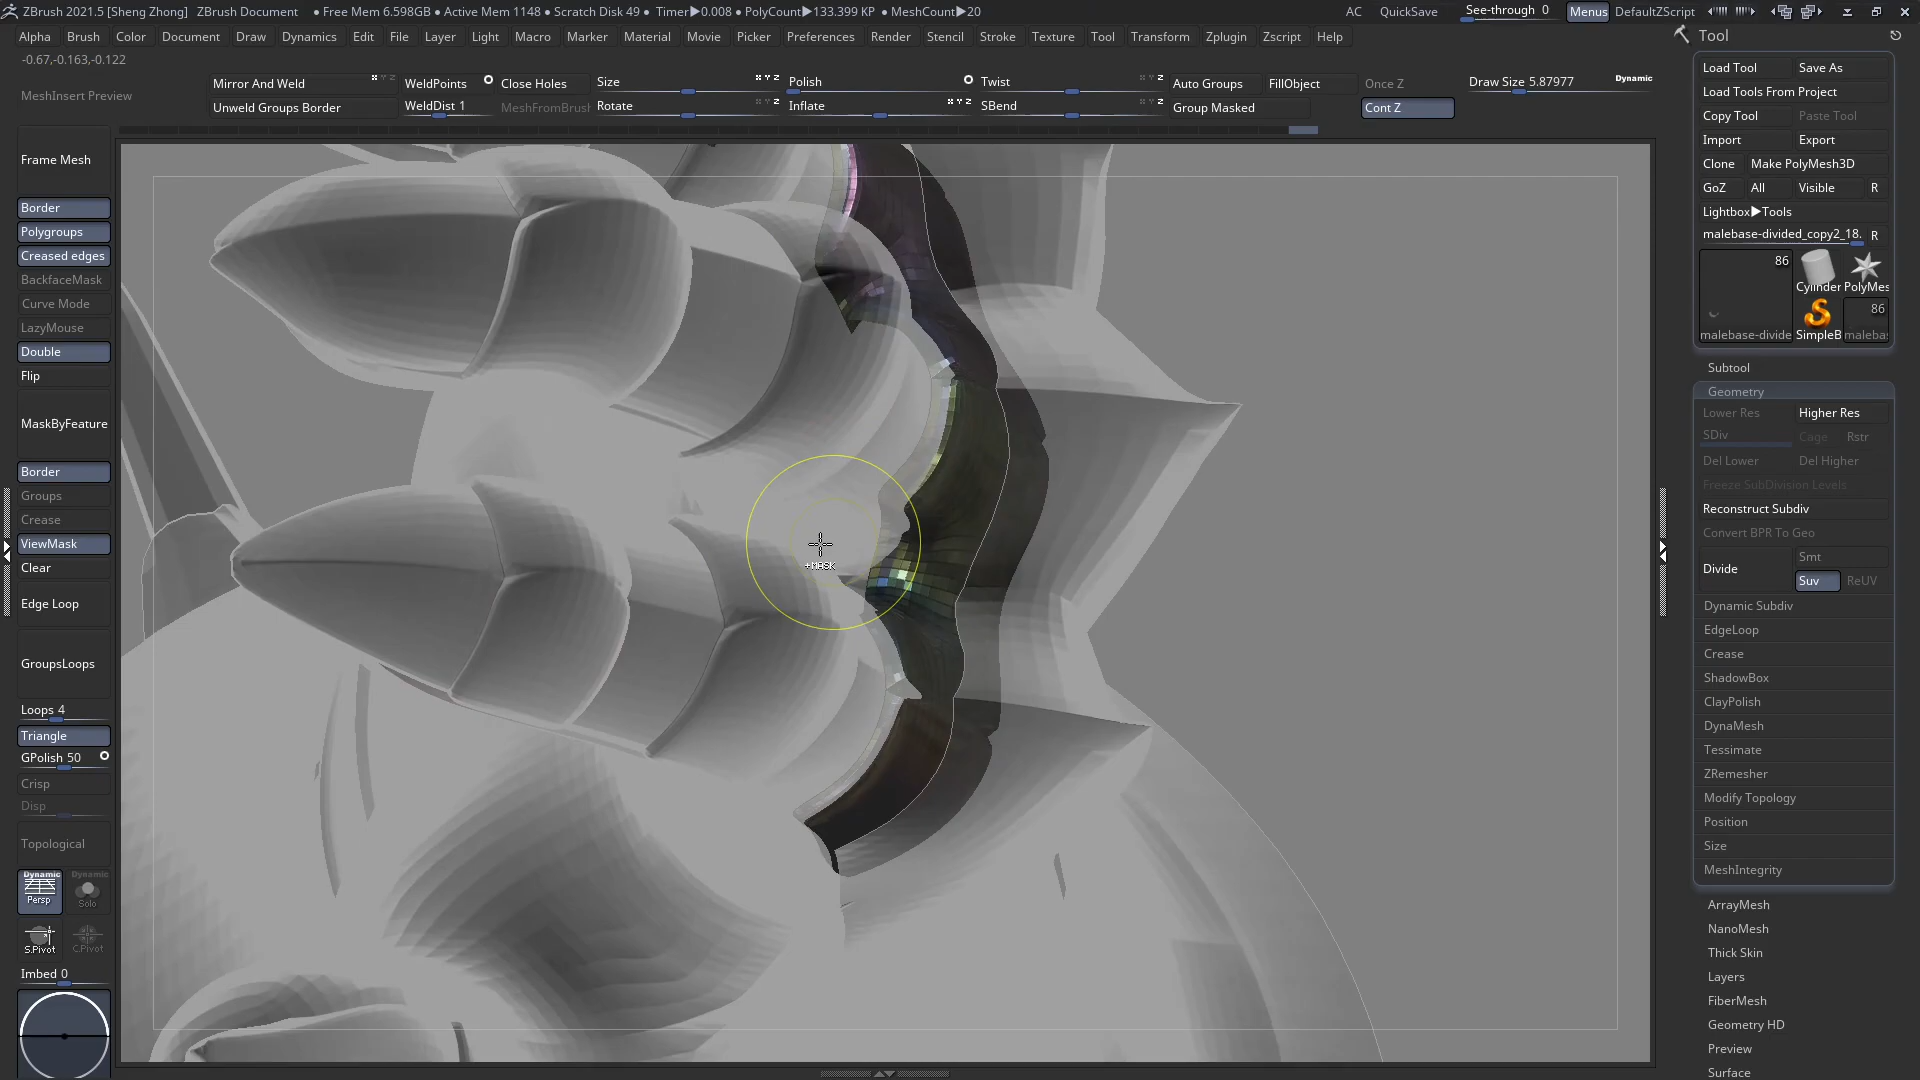 ZBrush 2021.5 [Sheng Zhong] ZBrush Document • Free Mem 6.598GB • Active Mem 1148 • Scratch Disk 49 • Timer▶0.008 • PolyCount▶133.399 KP • MeshCount▶20 AC QuickSave See-through 0 Menus DefaultZScript
Alpha Brush Color Document Draw Dynamics Edit File Layer Light Macro Marker Material Movie Picker Preferences Render Stencil Stroke Texture Tool Transform Zplugin Zscript Help
-0.67,-0.163,-0.122
MeshInsert Preview
Mirror And Weld WeldPoints Close Holes Size Polish Twist Auto Groups FillObject Once Z Draw Size 5.87977 Dynamic
Unweld Groups Border WeldDist 1 MeshFromBrush Rotate Inflate SBend Group Masked Cont Z
Frame Mesh
Border
Polygroups
Creased edges
BackfaceMask
Curve Mode
LazyMouse
Double
Flip
MaskByFeature
Border
Groups
Crease
ViewMask
Clear
Edge Loop
GroupsLoops
Loops 4
Triangle
GPolish 50
Crisp
Disp
Topological
Dynamic Dynamic
Persp Solo
S.Pivot C.Pivot
Imbed 0
+MASK
Tool
Load Tool Save As
Load Tools From Project
Copy Tool Paste Tool
Import Export
Clone Make PolyMesh3D
GoZ All Visible R
Lightbox▶Tools
malebase-divided_copy2_18. R
86
Cylinder PolyMes
86
malebase-divide SimpleB maleba
Subtool
Geometry
Lower Res Higher Res
SDiv Cage Rstr
Del Lower Del Higher
Freeze SubDivision Levels
Reconstruct Subdiv
Convert BPR To Geo
Divide Smt
Suv ReUV
Dynamic Subdiv
EdgeLoop
Crease
ShadowBox
ClayPolish
DynaMesh
Tessimate
ZRemesher
Modify Topology
Position
Size
MeshIntegrity
ArrayMesh
NanoMesh
Thick Skin
Layers
FiberMesh
Geometry HD
Preview
Surface